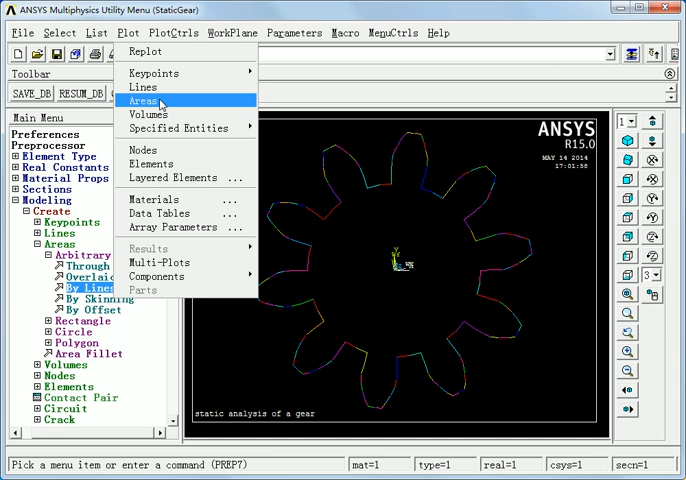 ANSYS Multiphysics Utility Menu (StaticGear)
File Select List Plot PlotCtrls WorkPlane Parameters Macro MenuCtrls Help
Replot
Keypoints
Lines
Areas
Volumes
Specified Entities
Nodes
Elements
Layered Elements ...
Materials ...
Data Tables ...
Array Parameters ...
Results
Multi-Plots
Components
Parts
Toolbar
SAVE_DB RESUM_DB
Main Menu
Preferences
Preprocessor
Element Type
Real Constants
Material Props
Sections
Modeling
Create
Keypoints
Lines
Areas
Arbitrary
Through
Overlaid
By Lines
By Skinning
By Offset
Rectangle
Circle
Polygon
Area Fillet
Volumes
Nodes
Elements
Contact Pair
Circuit
Crack
ANSYS
R15.0
MAY 14 2014
17:01:58
Y
static analysis of a gear
1
3
Pick a menu item or enter a command (PREP7) mat=1 type=1 real=1 csys=1 secn=1